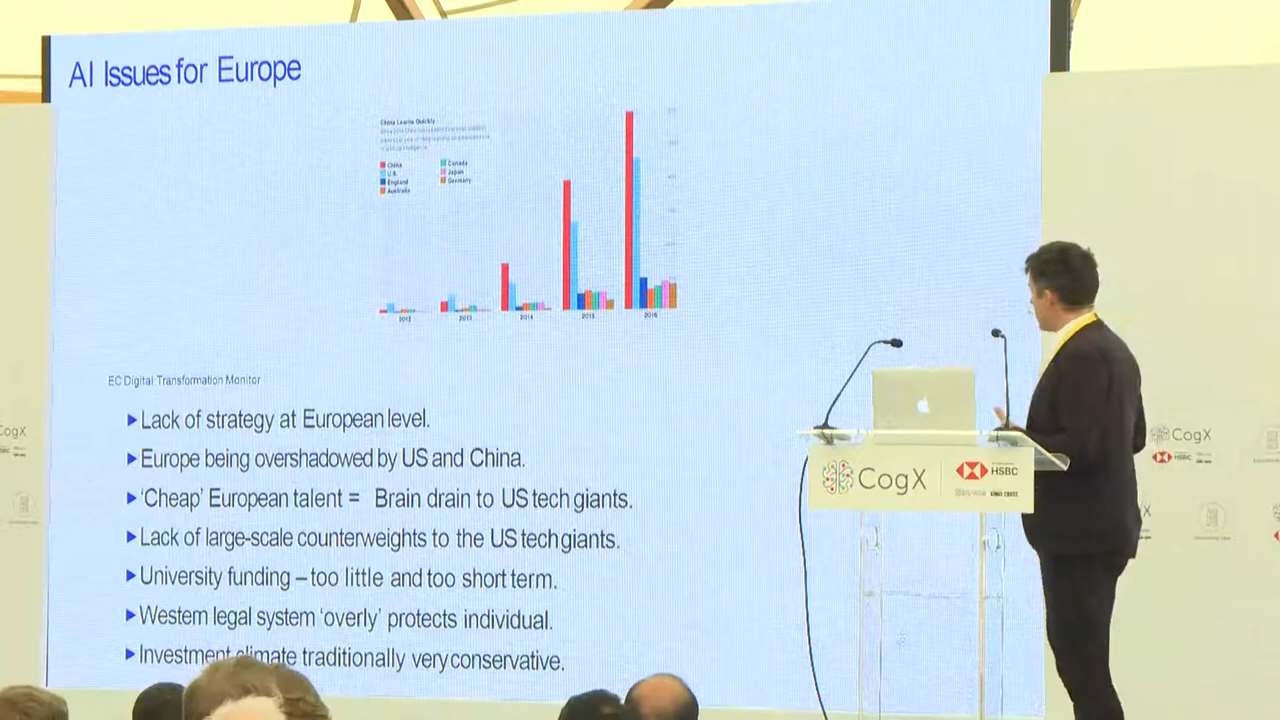 AI Issues for Europe
China Learns Quickly
China
U.S.
England
Australia
Canada
Japan
Germany
2012
2013
2014
2015
2016
EC Digital Transformation Monitor
Lack of strategy at European level.
Europe being overshadowed by US and China.
'Cheap' European talent = Brain drain to US tech giants.
Lack of large-scale counterweights to the US tech giants.
University funding – too little and too short term.
Western legal system 'overly' protects individual.
Investment climate traditionally very conservative.
CogX
HSBC
CogX
HSBC
CogX